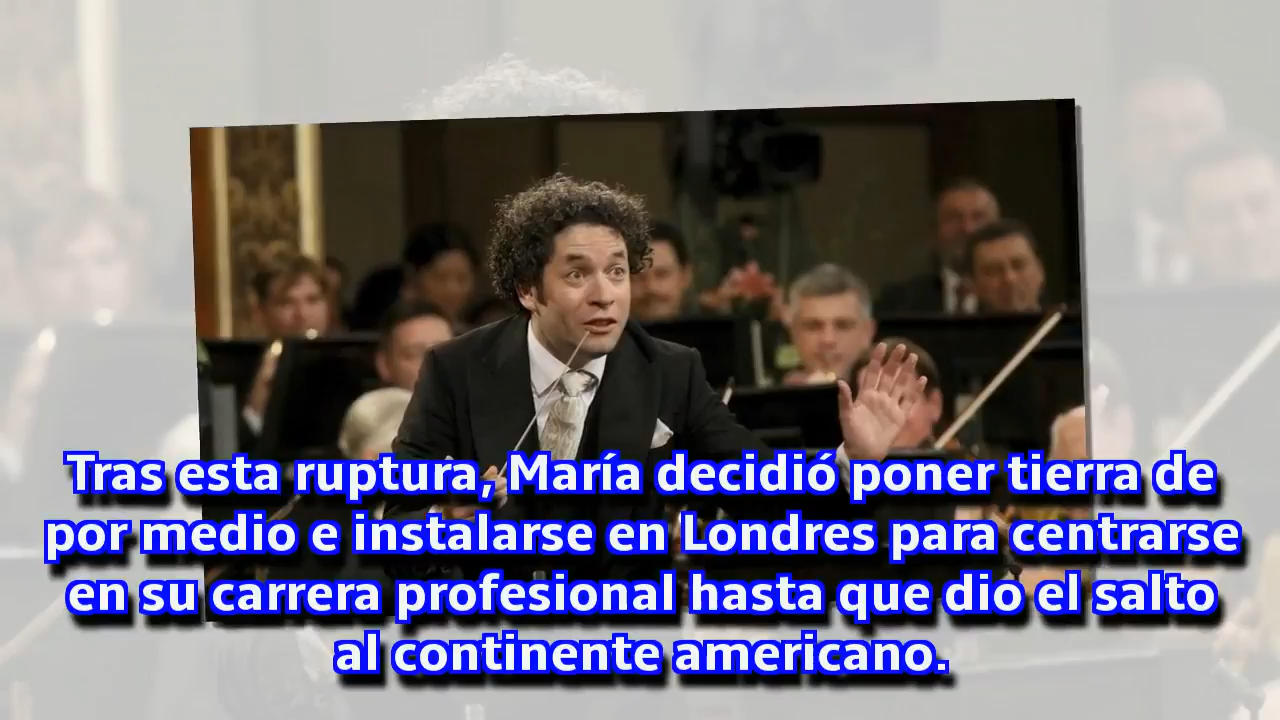 Tras esta ruptura, María decidió poner tierra de
por medio e instalarse en Londres para centrarse
en su carrera profesional hasta que dio el salto
al continente americano.